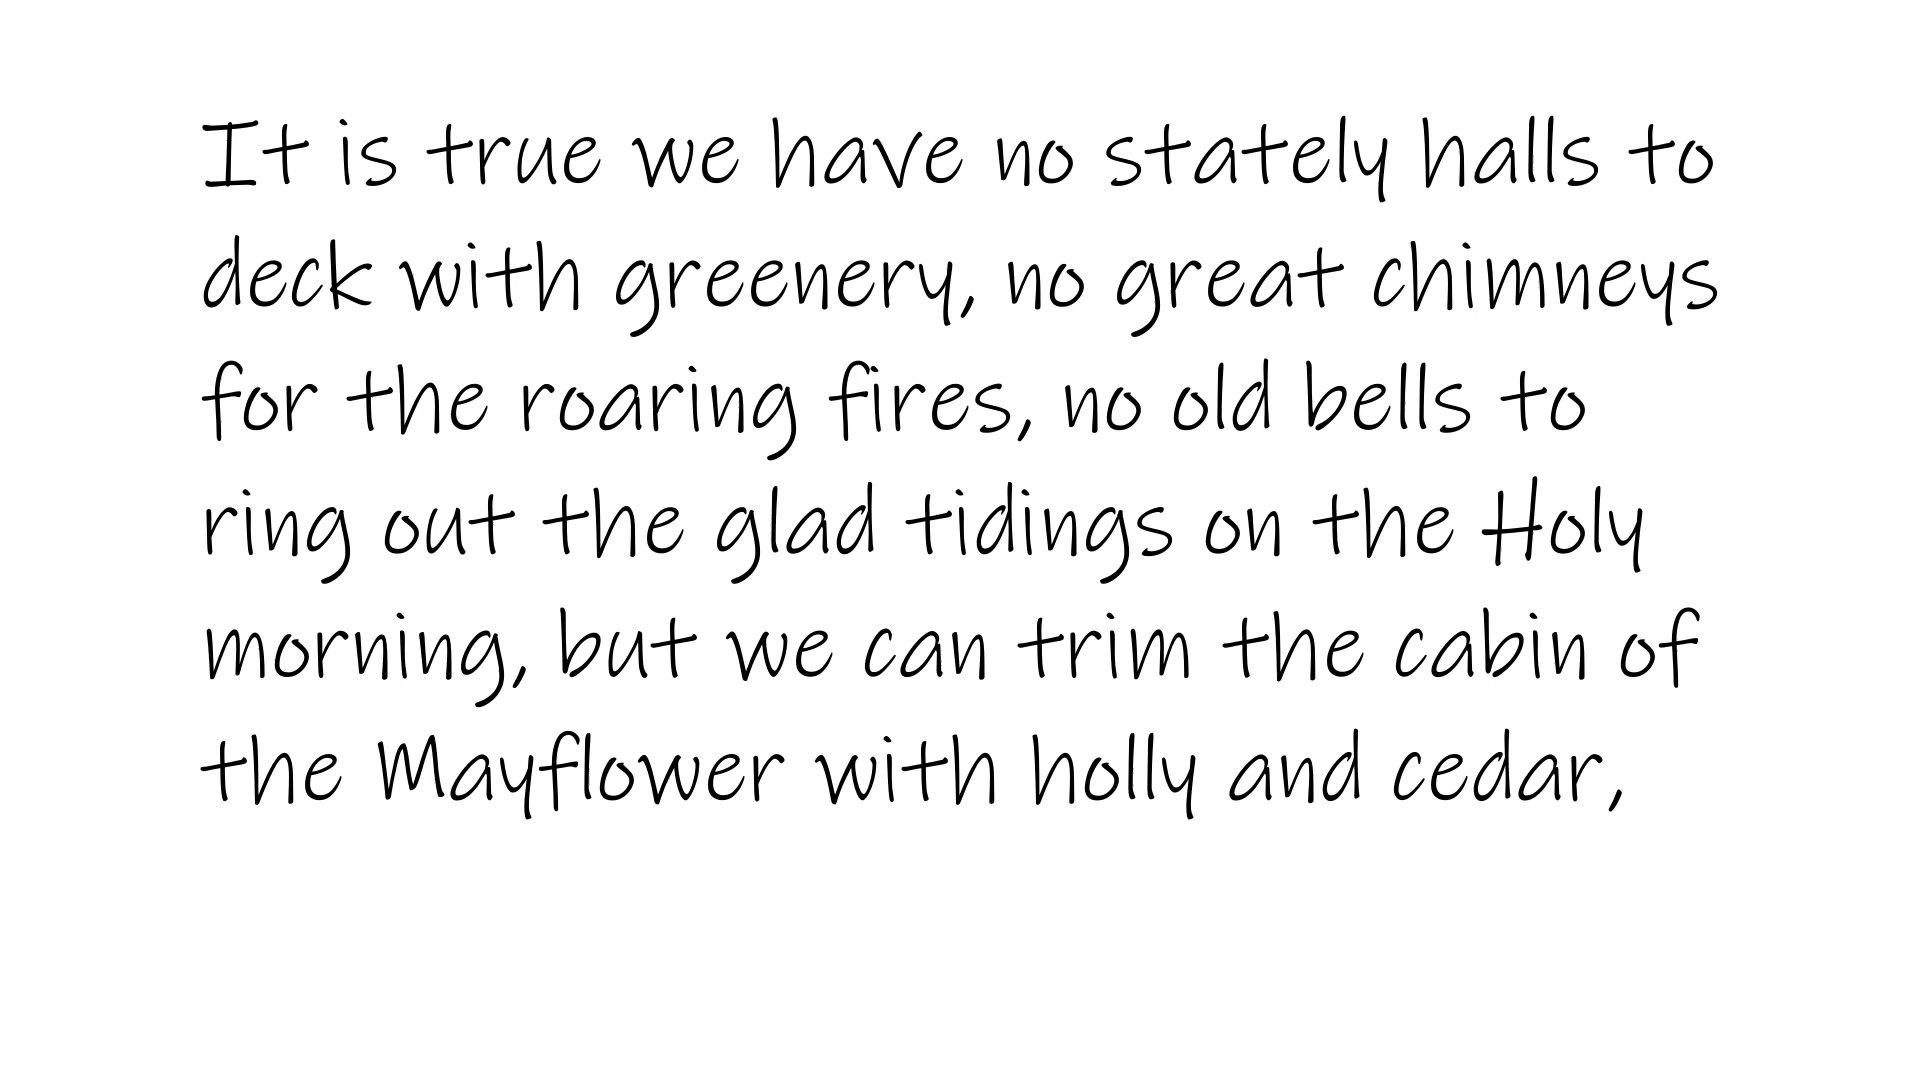 It is true we have no stately halls to
deck with greenery, no great chimneys
for the roaring fires, no old bells to
ring out the glad tidings on the Holy
morning, but we can trim the cabin of
the Mayflower with holly and cedar,